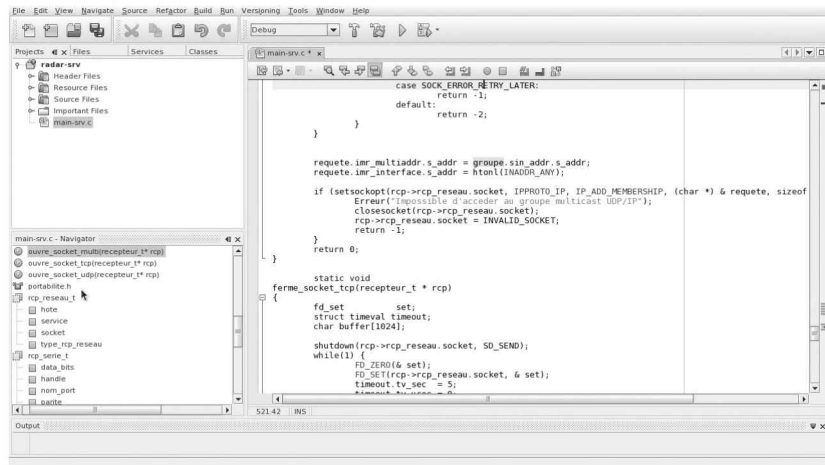 File Edit View Navigate Source Refactor Build Run Versioning Tools Window Help
Debug
Projects Files Services Classes
radar-srv
Header Files
Resource Files
Source Files
Important Files
main-srv.c
main-srv.c - Navigator
ouvre_socket_multi(recepteur_t* rcp)
ouvre_socket_tcp(recepteur_t* rcp)
ouvre_socket_udp(recepteur_t* rcp)
portabilite.h
rcp_reseau_t
hote
service
socket
type_rcp_reseau
rcp_serie_t
data_bits
handle
nom_port
parite
main-srv.c *
case SOCK_ERROR_RETRY_LATER:
return -1;
default:
return -2;
}
}
requete.imr_multiaddr.s_addr = groupe.sin_addr.s_addr;
requete.imr_interface.s_addr = htonl(INADDR_ANY);
if (setsockopt(rcp->rcp_reseau.socket, IPPROTO_IP, IP_ADD_MEMBERSHIP, (char *) & requete, sizeof
Erreur("Impossible d'acceder au groupe multicast UDP/IP");
closesocket(rcp->rcp_reseau.socket);
rcp->rcp_reseau.socket = INVALID_SOCKET;
return -1;
}
return 0;
}
static void
ferme_socket_tcp(recepteur_t * rcp)
{
fd_set set;
struct timeval timeout;
char buffer[1024];
shutdown(rcp->rcp_reseau.socket, SD_SEND);
while(1) {
FD_ZERO(& set);
FD_SET(rcp->rcp_reseau.socket, & set);
timeout.tv_sec = 5;
521:42 INS
Output